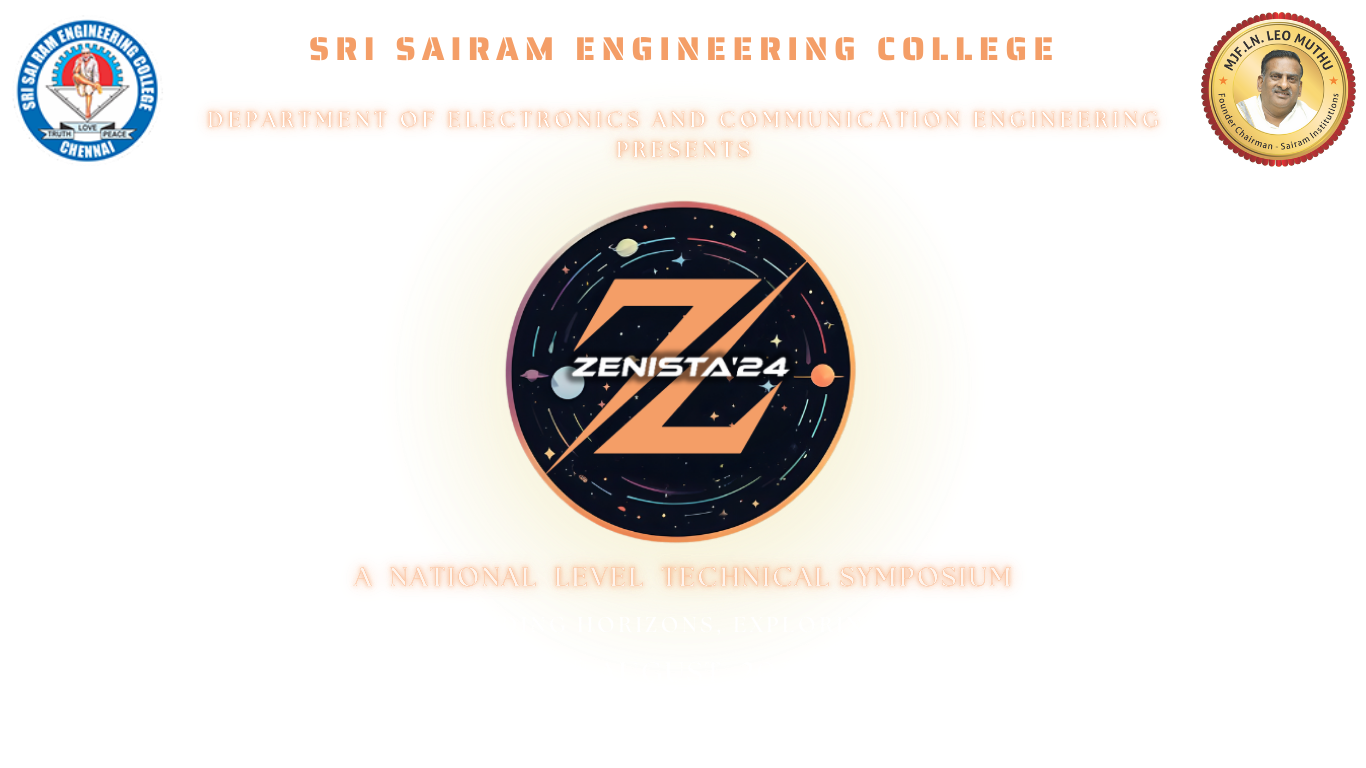 SRI SAIRAM ENGINEERING COLLEGE
SRI SAI RAM ENGINEERING COLLEGE
TRUTH LOVE PEACE
CHENNAI
MJF.LN. LEO MUTHU
Founder Chairman - Sairam Institutions
DEPARTMENT OF ELECTRONICS AND COMMUNICATION ENGINEERING
PRESENTS
Z
ZENISTA'24
A NATIONAL LEVEL TECHNICAL SYMPOSIUM
HORIZONS,